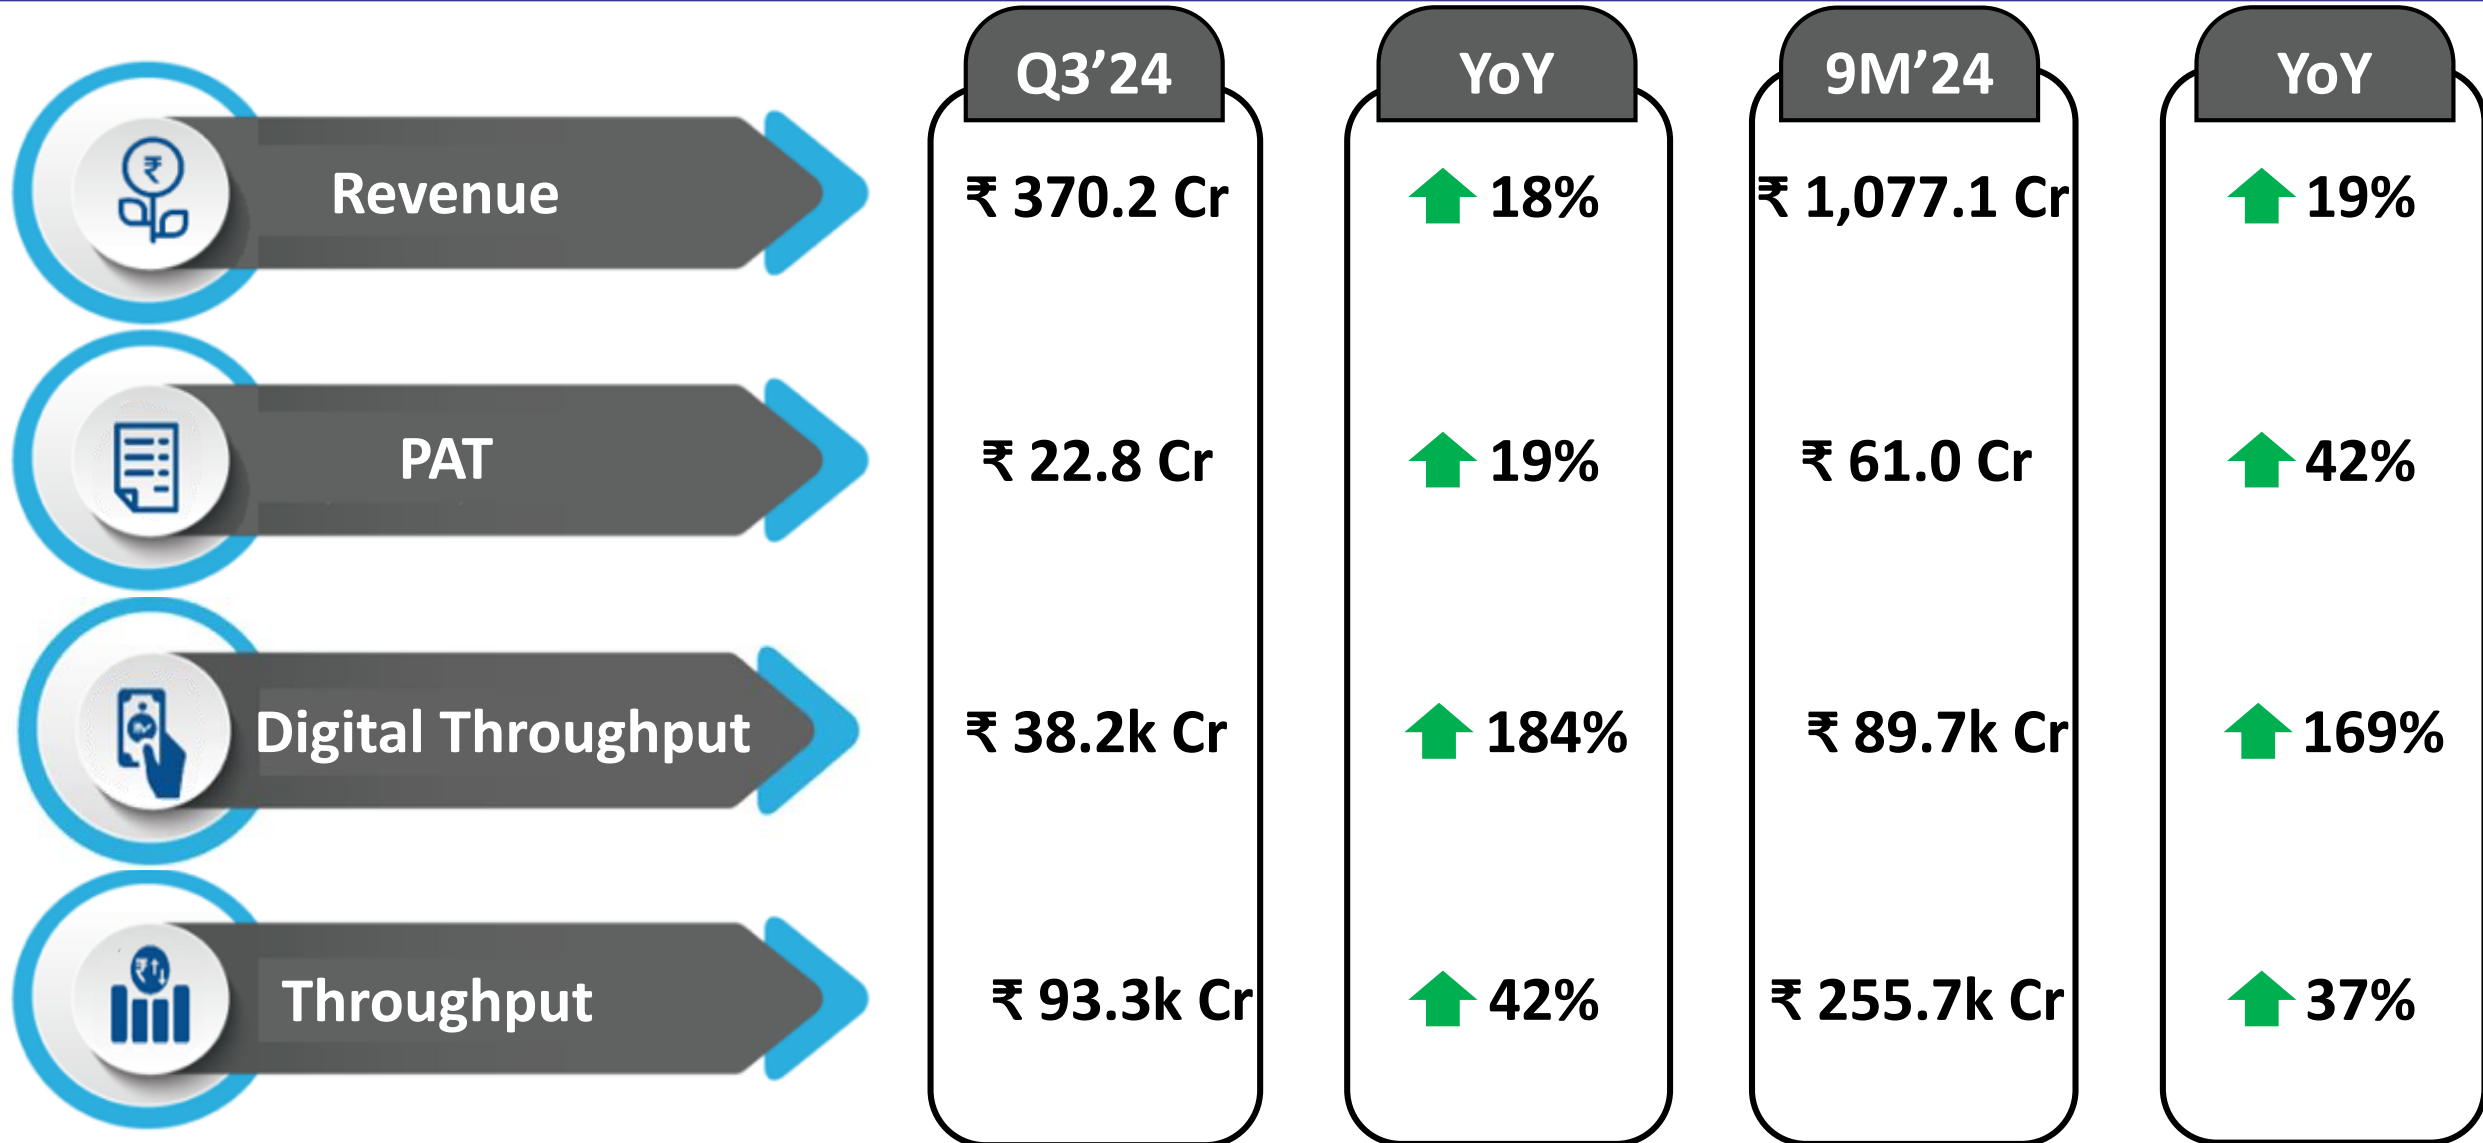 Q3’24 YoY 9M’24 YoY
Revenue ₹ 370.2 Cr 18% ₹ 1,077.1 Cr 19%
PAT ₹ 22.8 Cr 19% ₹ 61.0 Cr 42%
Digital Throughput ₹ 38.2k Cr 184% ₹ 89.7k Cr 169%
Throughput ₹ 93.3k Cr 42% ₹ 255.7k Cr 37%